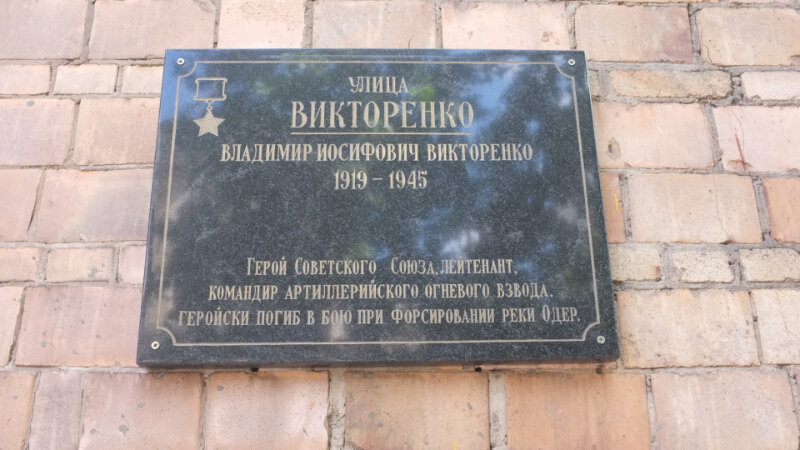 УЛИЦА
ВИКТОРЕНКО
ВЛАДИМИР ИОСИФОВИЧ ВИКТОРЕНКО
1919 - 1945
ГЕРОЙ СОВЕТСКОГО СОЮЗА, ЛЕЙТЕНАНТ,
КОМАНДИР АРТИЛЛЕРИЙСКОГО ОГНЕВОГО ВЗВОДА.
ГЕРОЙСКИ ПОГИБ В БОЮ ПРИ ФОРСИРОВАНИИ РЕКИ ОДЕР.